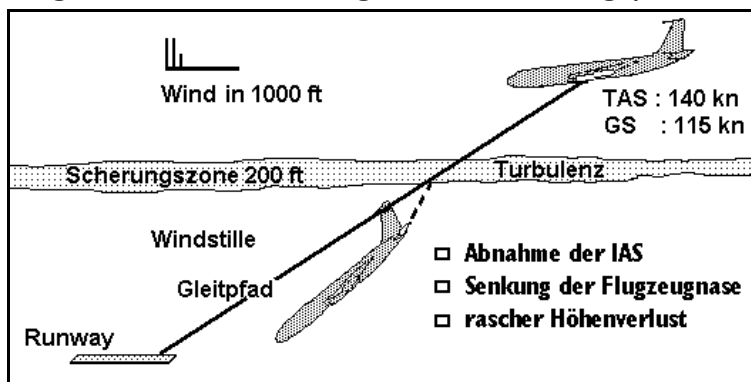 Wind in 1000 ft
TAS : 140 kn
GS : 115 kn
Scherungszone 200 ft
Turbulenz
Windstille
Gleitpfad
Runway
Abnahme der IAS
Senkung der Flugzeugnase
rascher Höhenverlust